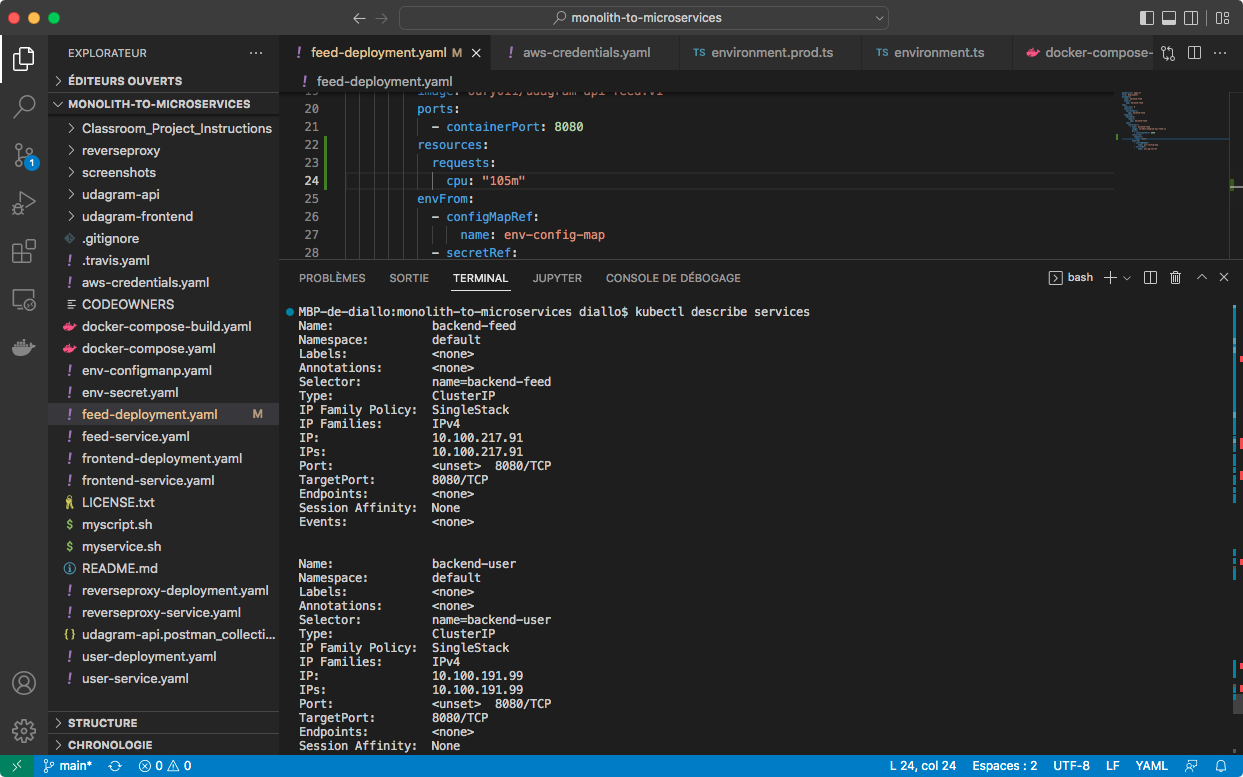 monolith-to-microservices
EXPLORATEUR
ÉDITEURS OUVERTS
MONOLITH-TO-MICROSERVICES
Classroom_Project_Instructions
reverseproxy
screenshots
udagram-api
udagram-frontend
.gitignore
.travis.yaml
aws-credentials.yaml
CODEOWNERS
docker-compose-build.yaml
docker-compose.yaml
env-configmanp.yaml
env-secret.yaml
feed-deployment.yaml M
feed-service.yaml
frontend-deployment.yaml
frontend-service.yaml
LICENSE.txt
myscript.sh
myservice.sh
README.md
reverseproxy-deployment.yaml
reverseproxy-service.yaml
udagram-api.postman_collecti...
user-deployment.yaml
user-service.yaml
STRUCTURE
CHRONOLOGIE
1
feed-deployment.yaml M
aws-credentials.yaml
TS environment.prod.ts
TS environment.ts
docker-compose-
feed-deployment.yaml
20 ports:
21 - containerPort: 8080
22 resources:
23 requests:
24 cpu: "105m"
25 envFrom:
26 - configMapRef:
27 name: env-config-map
28 - secretRef:
PROBLÈMES SORTIE TERMINAL JUPYTER CONSOLE DE DÉBOGAGE
bash
MBP-de-diallo:monolith-to-microservices diallo$ kubectl describe services
Name: backend-feed
Namespace: default
Labels: <none>
Annotations: <none>
Selector: name=backend-feed
Type: ClusterIP
IP Family Policy: SingleStack
IP Families: IPv4
IP: 10.100.217.91
IPs: 10.100.217.91
Port: <unset> 8080/TCP
TargetPort: 8080/TCP
Endpoints: <none>
Session Affinity: None
Events: <none>
Name: backend-user
Namespace: default
Labels: <none>
Annotations: <none>
Selector: name=backend-user
Type: ClusterIP
IP Family Policy: SingleStack
IP Families: IPv4
IP: 10.100.191.99
IPs: 10.100.191.99
Port: <unset> 8080/TCP
TargetPort: 8080/TCP
Endpoints: <none>
Session Affinity: None
main* 0 0
L 24, col 24 Espaces : 2 UTF-8 LF YAML